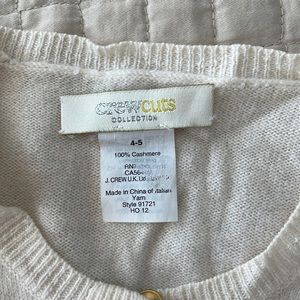 crewcuts
COLLECTION
4-5
100% Cashmere
RN
CA56
J. CREW U.K. Ltd
Made in China of Italian
Yarn
Style 91721
HO 12